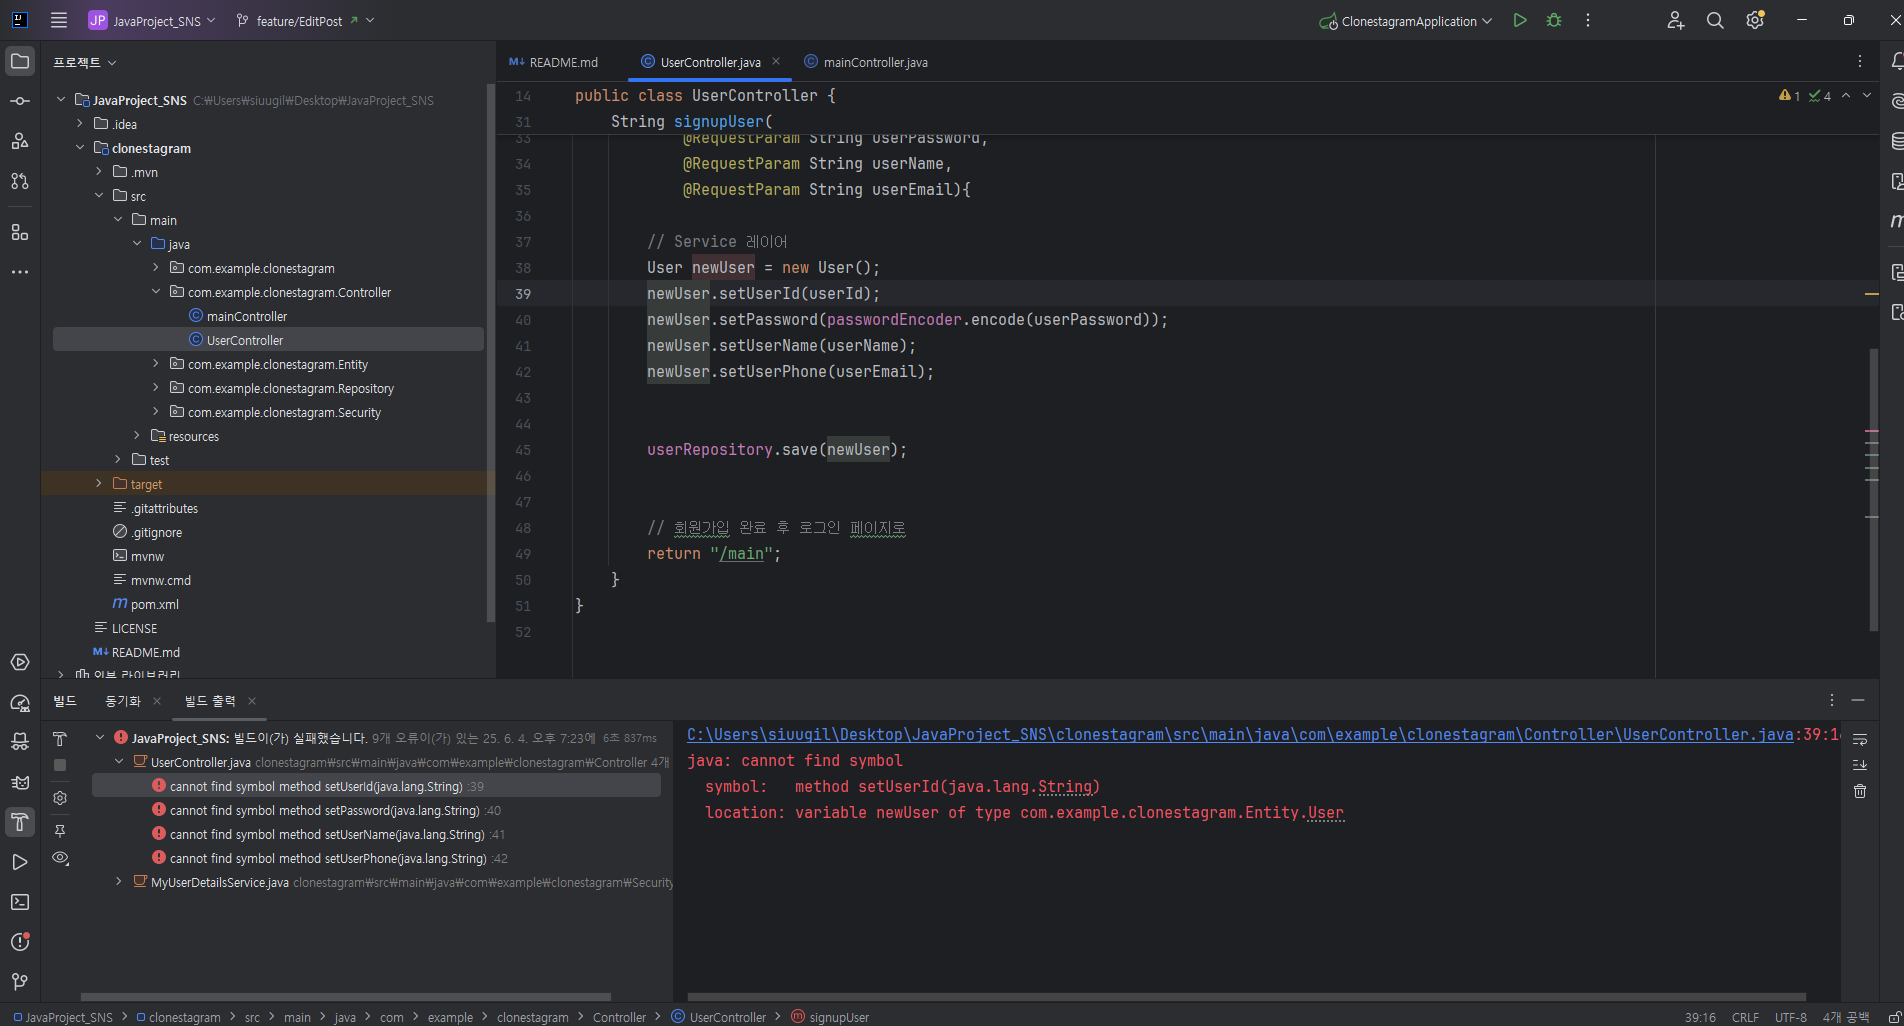 JP JavaProject_SNS feature/EditPost ClonestagramApplication
프로젝트
README.md UserController.java mainController.java
JavaProject_SNS C:₩Users₩siuugil₩Desktop₩JavaProject_SNS
.idea
clonestagram
.mvn
src
main
java
com.example.clonestagram
com.example.clonestagram.Controller
mainController
UserController
com.example.clonestagram.Entity
com.example.clonestagram.Repository
com.example.clonestagram.Security
resources
test
target
.gitattributes
.gitignore
mvnw
mvnw.cmd
pom.xml
LICENSE
README.md
외부 라이브러리
14 public class UserController {
1 4
31 String signupUser(
33 @RequestParam String userPassword,
34 @RequestParam String userName,
35 @RequestParam String userEmail){
36
37 // Service 레이어
38 User newUser = new User();
39 newUser.setUserId(userId);
40 newUser.setPassword(passwordEncoder.encode(userPassword));
41 newUser.setUserName(userName);
42 newUser.setUserPhone(userEmail);
43
44
45 userRepository.save(newUser);
46
47
48 // 회원가입 완료 후 로그인 페이지로
49 return "/main";
50 }
51 }
52
빌드 동기화 빌드 출력
JavaProject_SNS: 빌드이(가) 실패했습니다. 9개 오류이(가) 있는 25. 6. 4. 오후 7:23에 6초 837ms
UserController.java clonestagram₩src₩main₩java₩com₩example₩clonestagram₩Controller 4개
cannot find symbol method setUserId(java.lang.String) :39
cannot find symbol method setPassword(java.lang.String) :40
cannot find symbol method setUserName(java.lang.String) :41
cannot find symbol method setUserPhone(java.lang.String) :42
MyUserDetailsService.java clonestagram₩src₩main₩java₩com₩example₩clonestagram₩Security
C:\Users\siuugil\Desktop\JavaProject_SNS\clonestagram\src\main\java\com\example\clonestagram\Controller\UserController.java:39:16
java: cannot find symbol
symbol: method setUserId(java.lang.String)
location: variable newUser of type com.example.clonestagram.Entity.User
JavaProject_SNS > clonestagram > src > main > java > com > example > clonestagram > Controller > UserController > signupUser
39:16 CRLF UTF-8 4개 공백